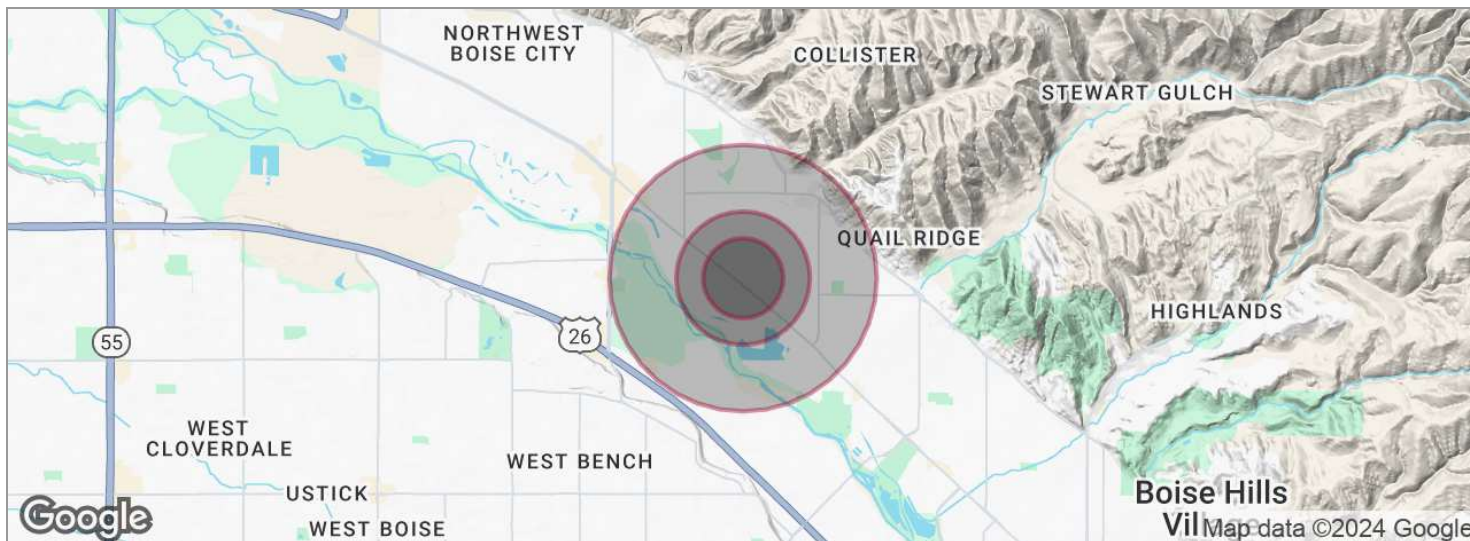 NORTHWEST
BOISE CITY
COLLISTER
STEWART GULCH
QUAIL RIDGE
HIGHLANDS
55
26
WEST
CLOVERDALE
WEST BENCH
USTICK
WEST BOISE
Boise Hills
Village
Google
Map data ©2024 Google